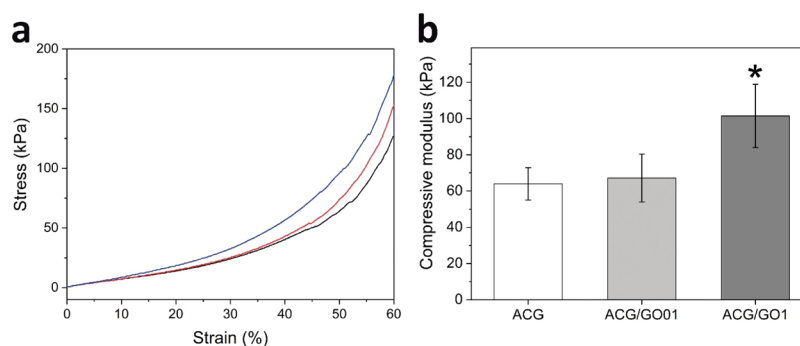 a
200
150
100
50
0
Stress (kPa)
0 10 20 30 40 50 60
Strain (%)
b
120
100
80
60
40
20
0
Compressive modulus (kPa)
*
ACG ACG/GO01 ACG/GO1